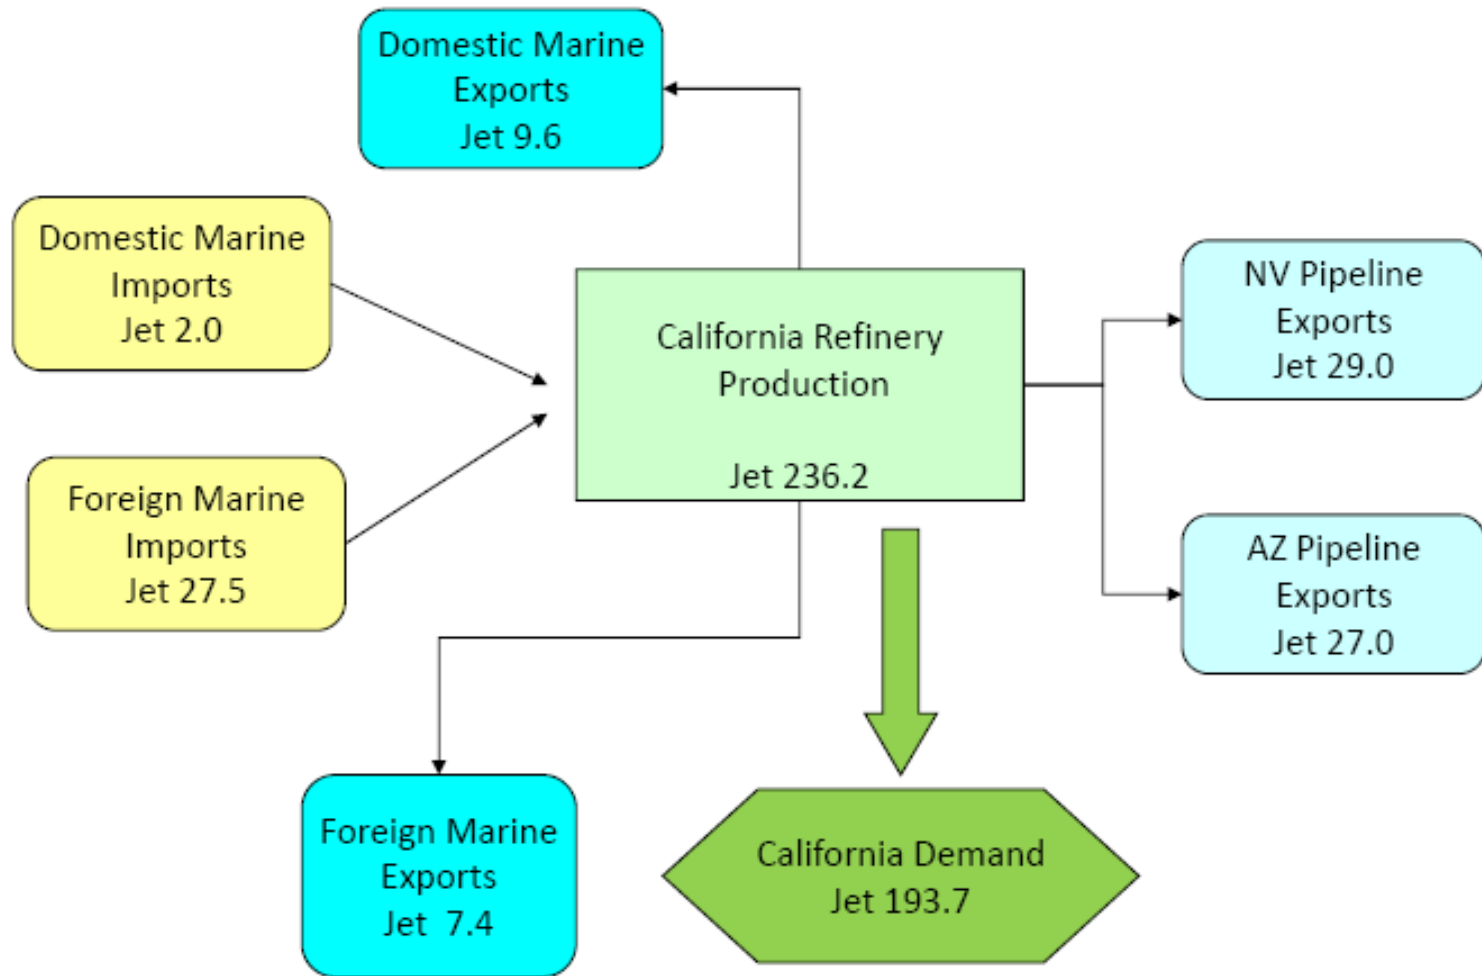 Domestic Marine
Exports
Jet 9.6
Domestic Marine
Imports
Jet 2.0
California Refinery
Production
Jet 236.2
NV Pipeline
Exports
Jet 29.0
Foreign Marine
Imports
Jet 27.5
AZ Pipeline
Exports
Jet 27.0
Foreign Marine
Exports
Jet  7.4
California Demand
Jet 193.7